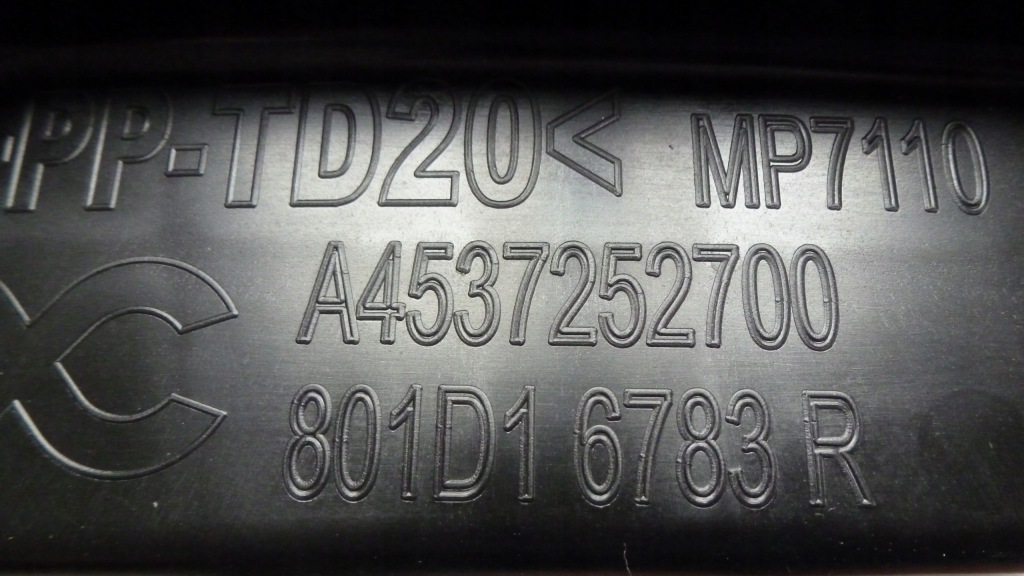 -PP-TD20< MP7110
A4537252700
801D1 6783 R